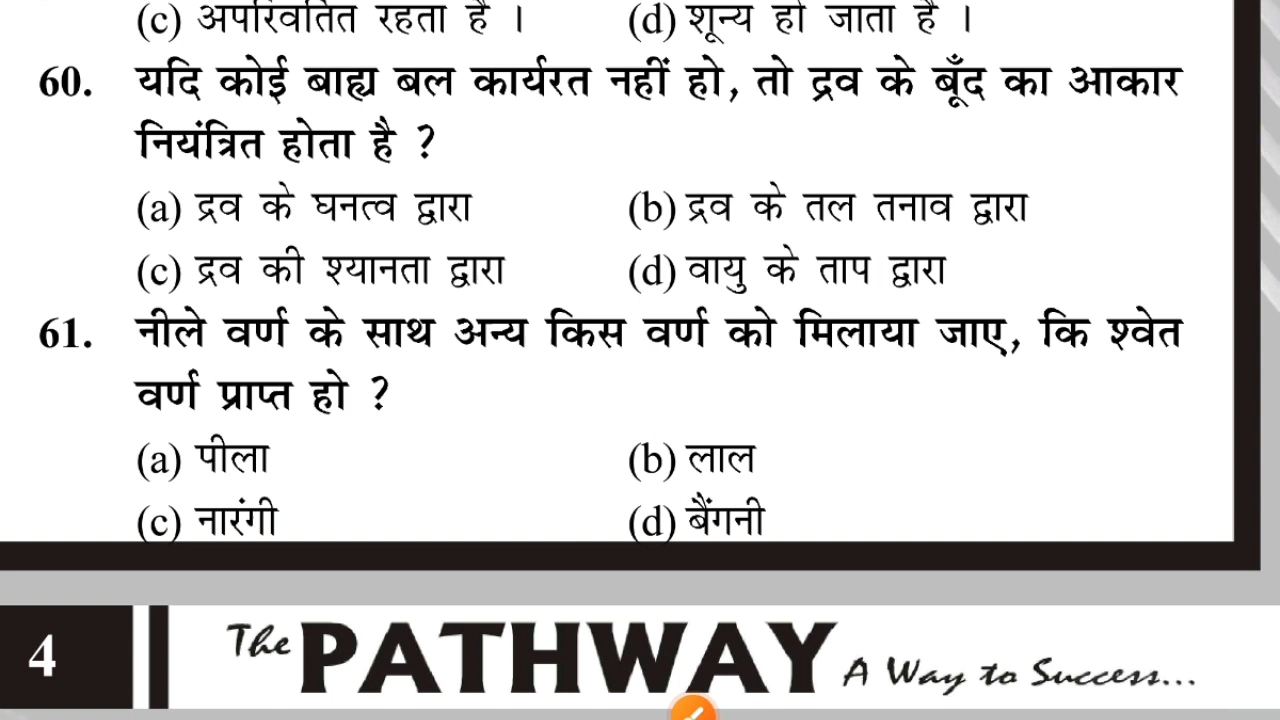 (c) अपरिवर्तित रहता है । (d) शून्य हो जाता है ।
60. यदि कोई बाह्य बल कार्यरत नहीं हो, तो द्रव के बूँद का आकार
नियंत्रित होता है ?
(a) द्रव के घनत्व द्वारा (b) द्रव के तल तनाव द्वारा
(c) द्रव की श्यानता द्वारा (d) वायु के ताप द्वारा
61. नीले वर्ण के साथ अन्य किस वर्ण को मिलाया जाए, कि श्वेत
वर्ण प्राप्त हो ?
(a) पीला (b) लाल
(c) नारंगी (d) बैंगनी
4 The PATHWAY A Way to Success...